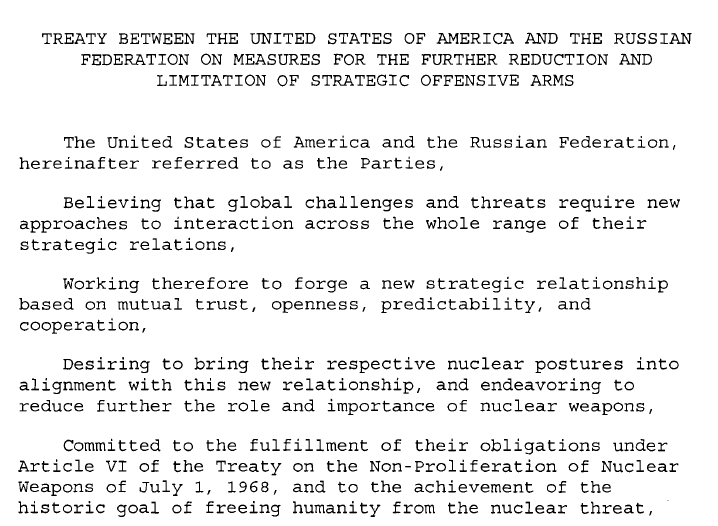 TREATY BETWEEN THE UNITED STATES OF AMERICA AND THE RUSSIAN
FEDERATION ON MEASURES FOR THE FURTHER REDUCTION AND
LIMITATION OF STRATEGIC OFFENSIVE ARMS
The United States of America and the Russian Federation,
hereinafter referred to as the Parties,
Believing that global challenges and threats require new
approaches to interaction across the whole range of their
strategic relations,
Working therefore to forge a new strategic relationship
based on mutual trust, openness, predictability, and
cooperation,
Desiring to bring their respective nuclear postures into
alignment with this new relationship, and endeavoring to
reduce further the role and importance of nuclear weapons,
Committed to the fulfillment of their obligations under
Article VI of the Treaty on the Non-Proliferation of Nuclear
Weapons of July 1, 1968, and to the achievement of the
historic goal of freeing humanity from the nuclear threat,